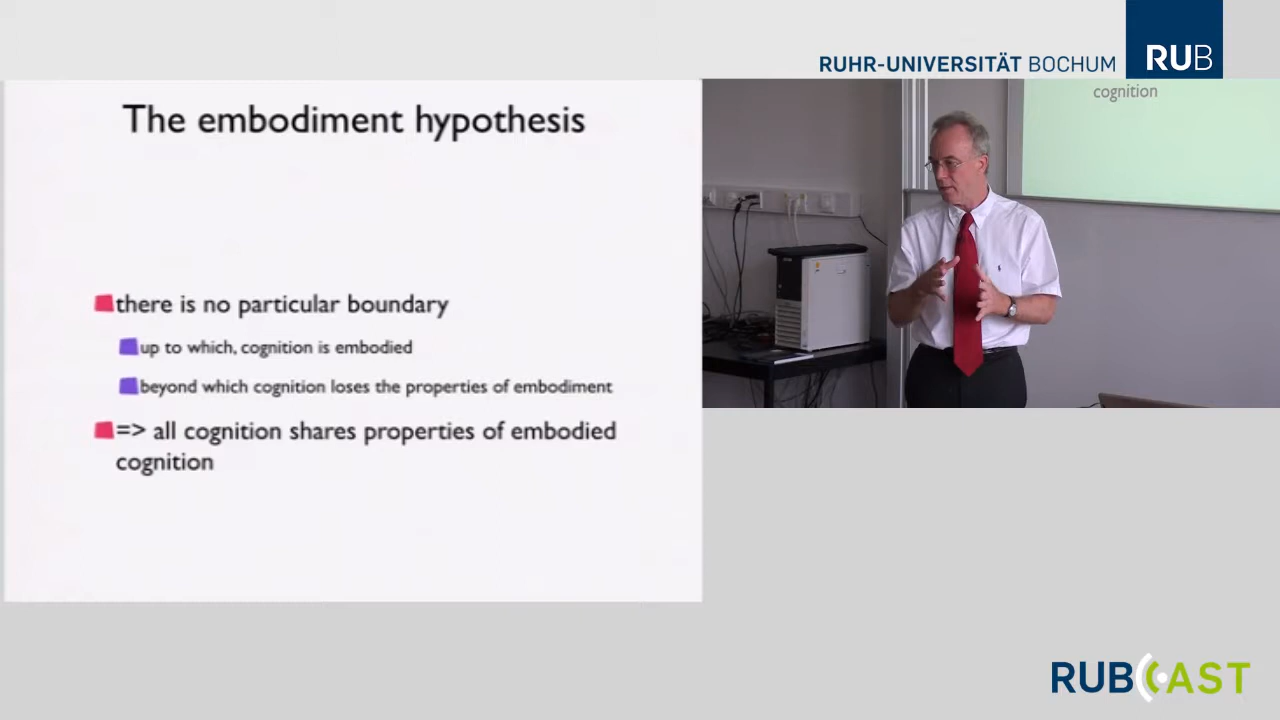 RUHR-UNIVERSITÄT BOCHUM
RUB
The embodiment hypothesis
there is no particular boundary
up to which, cognition is embodied
beyond which cognition loses the properties of embodiment
=> all cognition shares properties of embodied
cognition
cognition
RUBCAST